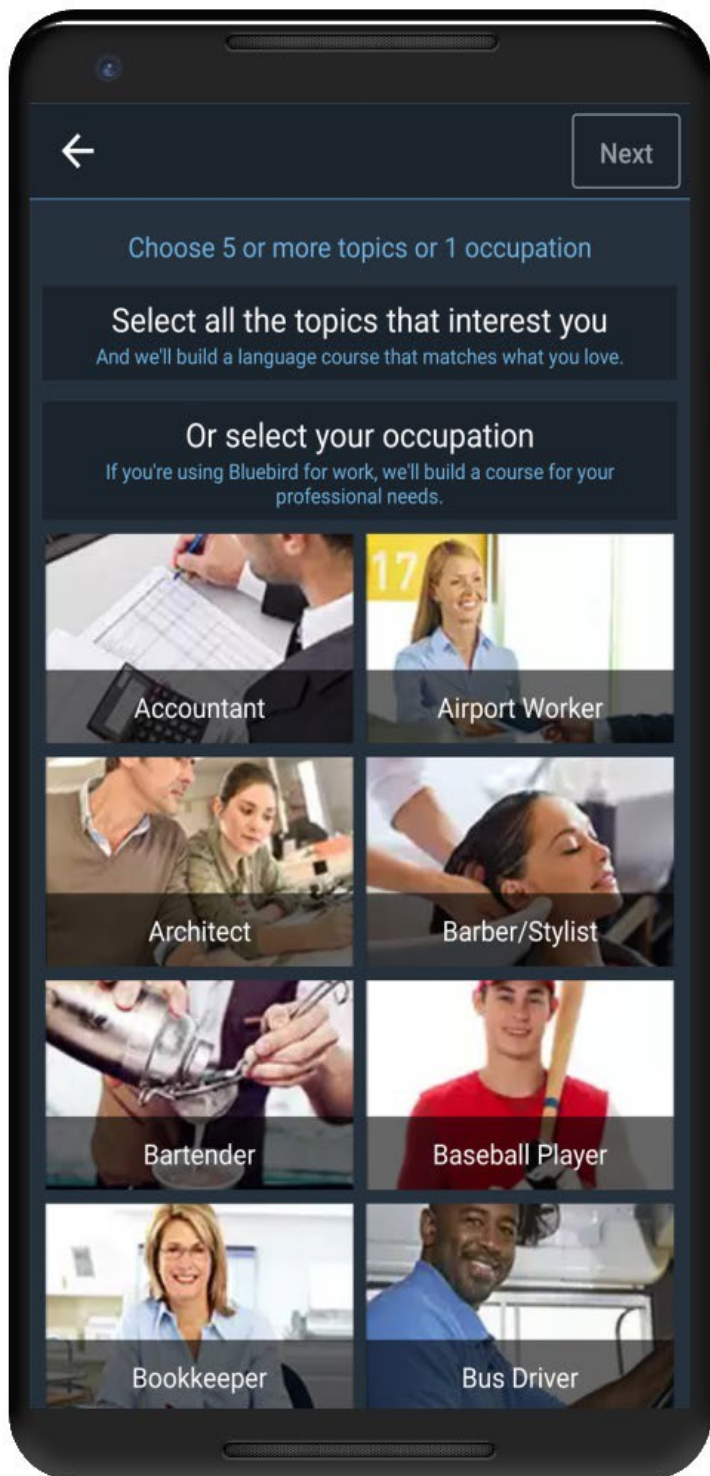 Next
Choose 5 or more topics or 1 occupation
Select all the topics that interest you
And we'll build a language course that matches what you love.
Or select your occupation
If you're using Bluebird for work, we'll build a course for your
professional needs.
17
Accountant
Airport Worker
Architect
Barber/Stylist
Bartender
Baseball Player
Bookkeeper
Bus Driver